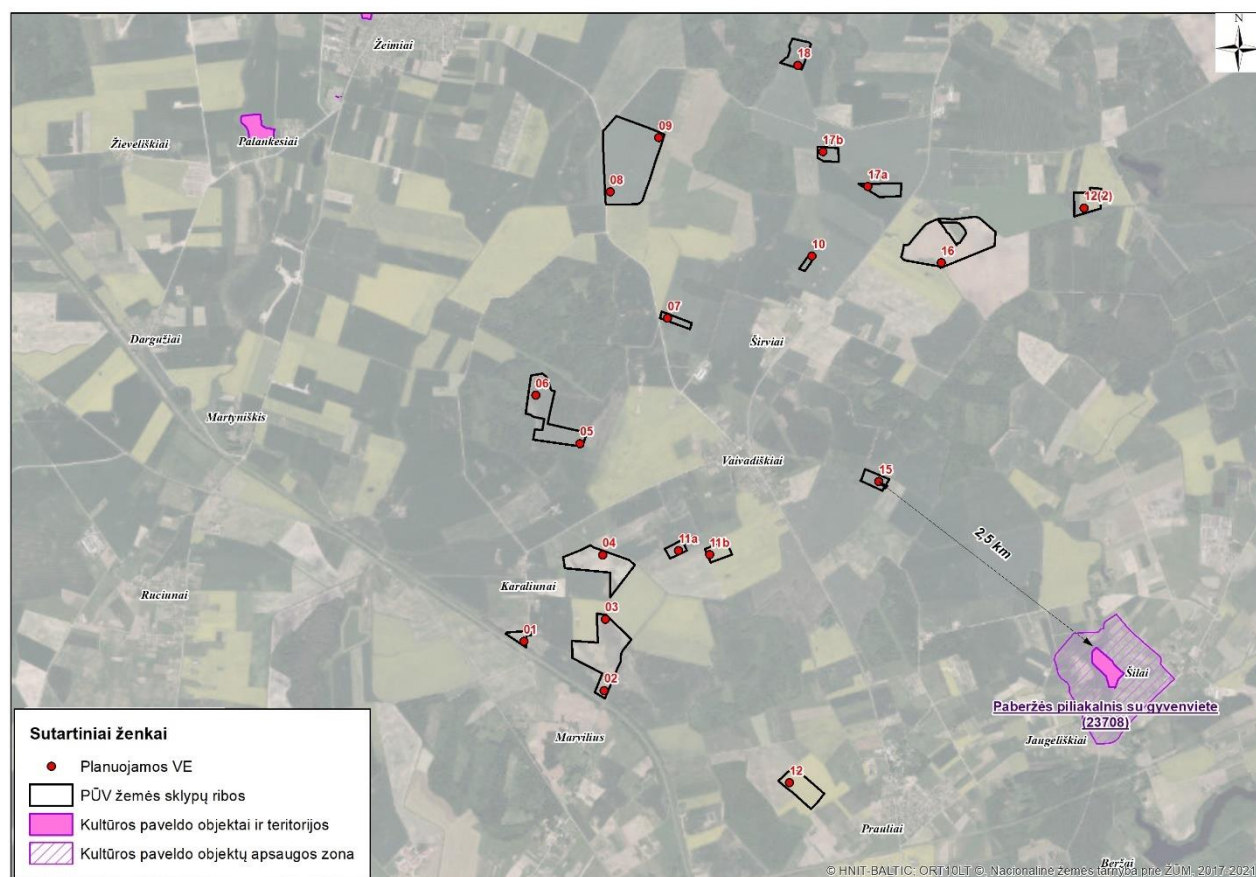 N
Žeimiai
18
09
17b
Žieveliškiai
Palankesiai
17a
08
12(2)
10
16
07
Širviai
Dargužiai
06
Martyniškis
05
Vaivadiškiai
15
2,5 km
04
11a
11b
Karaliunai
Ruciunai
03
01
Šilai
02
Paberžės piliakalnis su gyvenviete
(23708)
Marvilius
Jaugeliškiai
12
Prauliai
Beržai
Sutartiniai ženkai
Planuojamos VE
PŪV žemės sklypų ribos
Kultūros paveldo objektai ir teritorijos
Kultūros paveldo objektų apsaugos zona
© HNIT-BALTIC; ORT10LT ©, Nacionalinė žemės tarnyba prie ŽŪM, 2017-2021